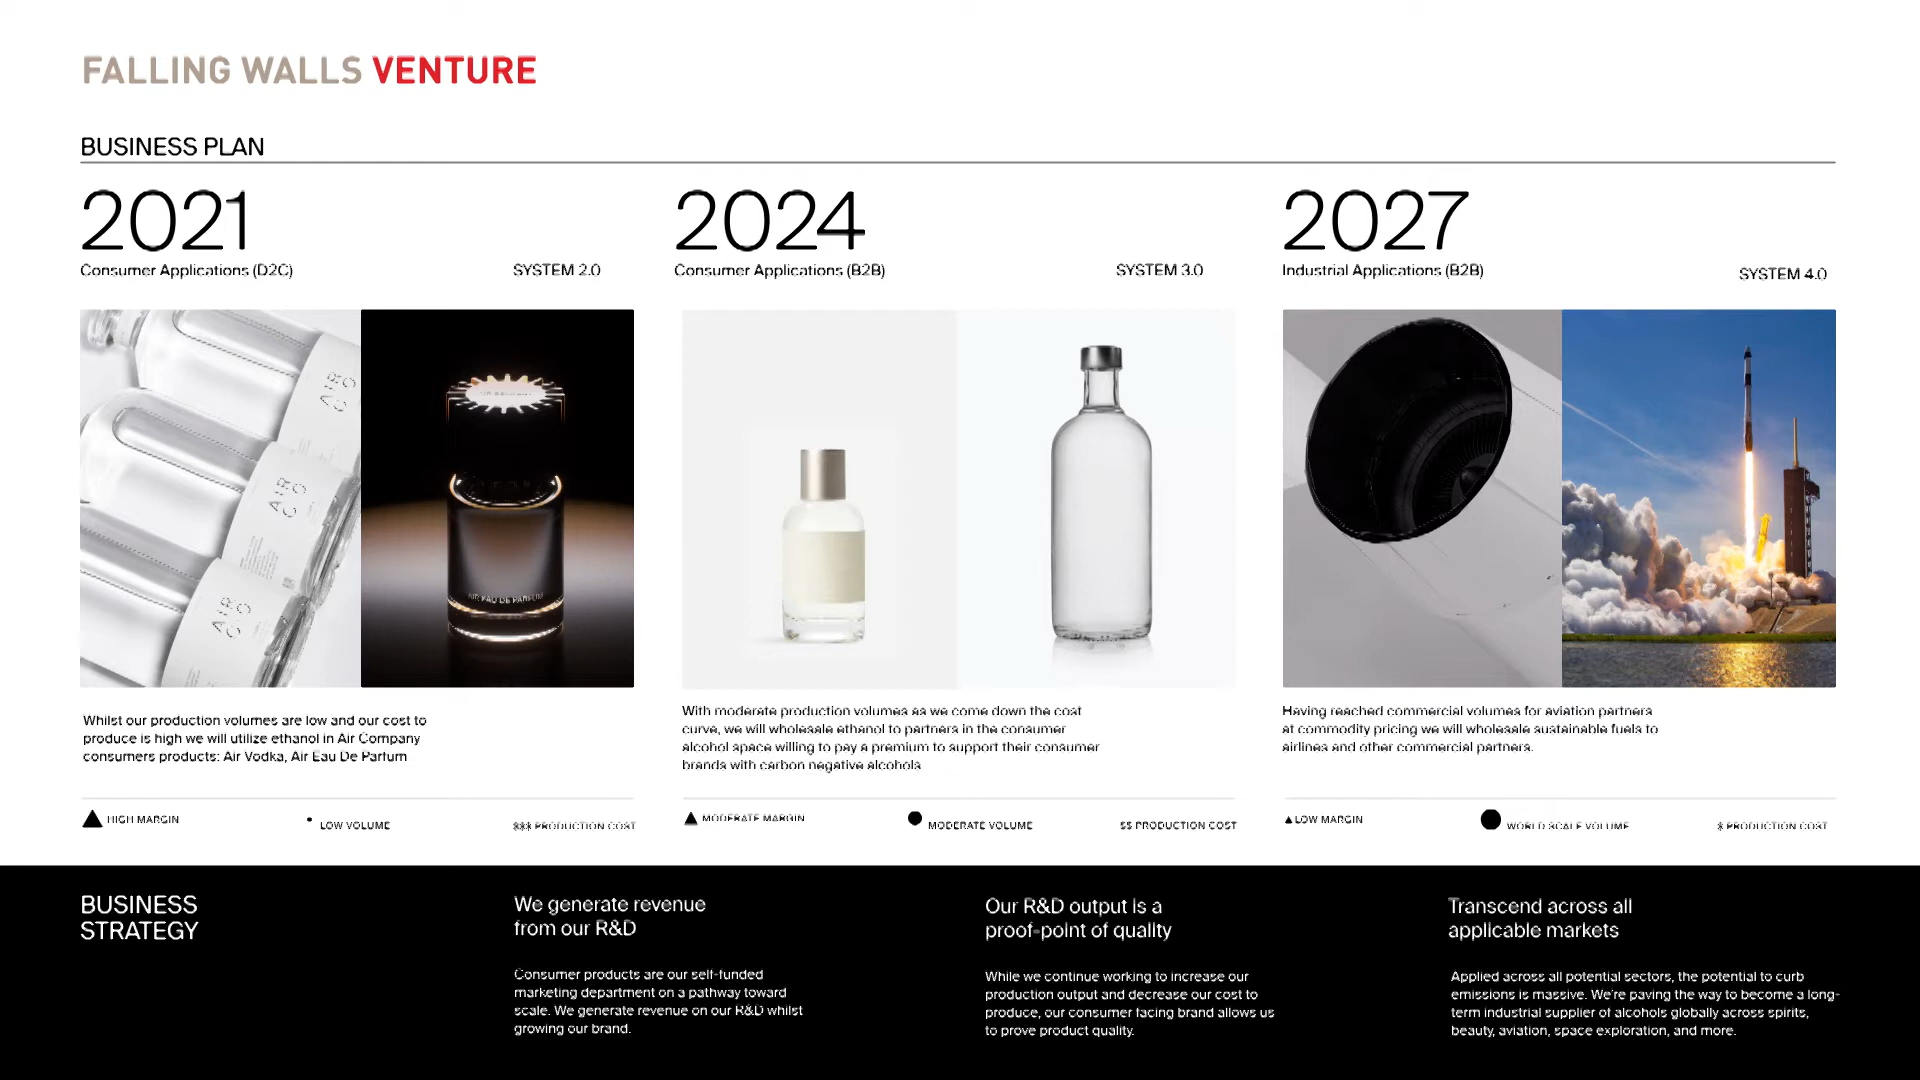 FALLING WALLS VENTURE
BUSINESS PLAN
2021
Consumer Applications (D2C)
SYSTEM 2.0
2024
Consumer Applications (B2B)
SYSTEM 3.0
2027
Industrial Applications (B2B)
SYSTEM 4.0
AIR
CO
AIR
CO
AIR
CO
AIR EAU DE PARFUM
Whilst our production volumes are low and our cost to
produce is high we will utilize ethanol in Air Company
consumers products: Air Vodka, Air Eau De Parfum
HIGH MARGIN
LOW VOLUME
$$$ PRODUCTION COST
With moderate production volumes as we come down the cost
curve, we will wholesale ethanol to partners in the consumer
alcohol space willing to pay a premium to support their consumer
brands with carbon negative alcohols
MODERATE MARGIN
MODERATE VOLUME
$$ PRODUCTION COST
Having reached commercial volumes for aviation partners
at commodity pricing we will wholesale sustainable fuels to
airlines and other commercial partners.
LOW MARGIN
WORLD SCALE VOLUME
$ PRODUCTION COST
BUSINESS
STRATEGY
We generate revenue
from our R&D
Consumer products are our self-funded
marketing department on a pathway toward
scale. We generate revenue on our R&D whilst
growing our brand.
Our R&D output is a
proof-point of quality
While we continue working to increase our
production output and decrease our cost to
produce, our consumer facing brand allows us
to prove product quality.
Transcend across all
applicable markets
Applied across all potential sectors, the potential to curb
emissions is massive. We're paving the way to become a long-
term industrial supplier of alcohols globally across spirits,
beauty, aviation, space exploration, and more.